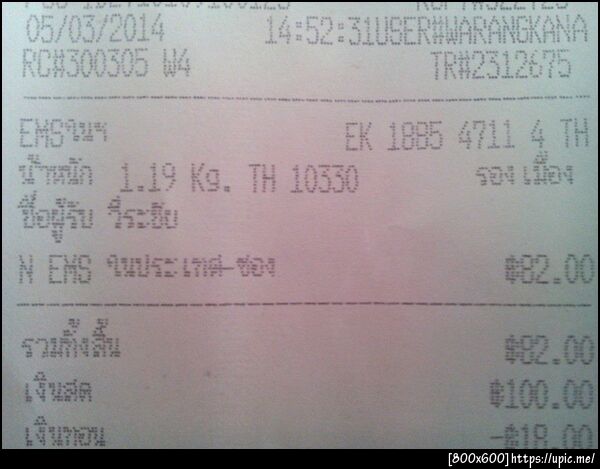 05/03/2014 14:52:31USER#WARANGKANA
RC#300305 W4 TR#2312675
EMSในฯ EK 1885 4711 4 TH
น้ำหนัก 1.19 Kg. TH 10330 รองเมือง
ชื่อผู้รับ วีระชัย
N EMS ในประเทศ-ซอง ฿82.00
รวมทั้งสิ้น ฿82.00
เงินสด ฿100.00
เงินทอน -฿18.00
[800x600]https://upic.me/